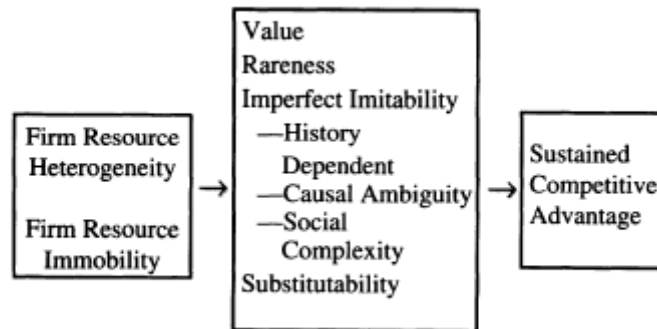 Firm Resource
Heterogeneity
Firm Resource
Immobility
→
Value
Rareness
Imperfect Imitability
—History
Dependent
—Causal Ambiguity
—Social
Complexity
Substitutability
→
Sustained
Competitive
Advantage